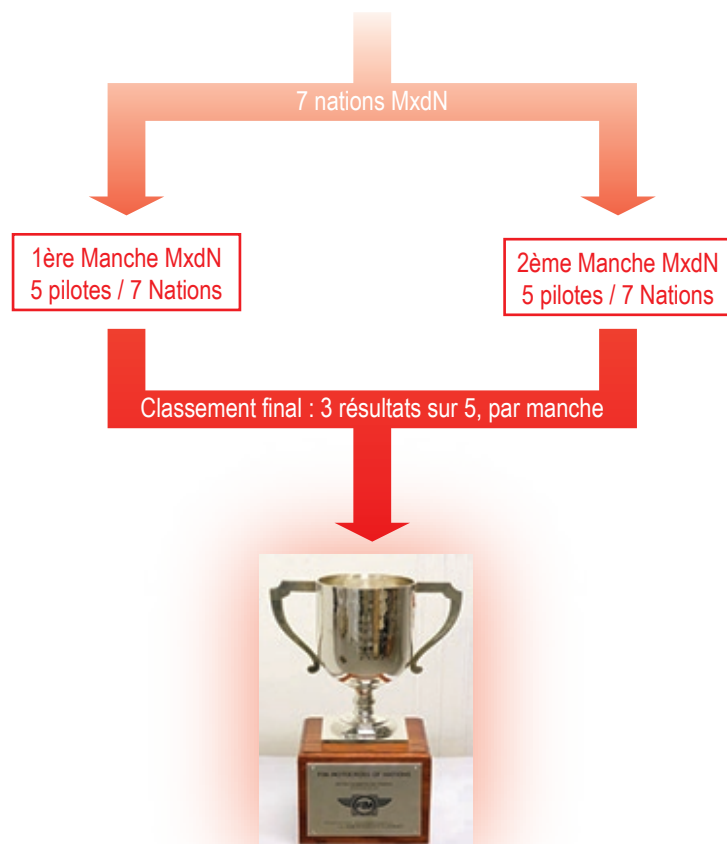 7 nations MxdN
1ère Manche MxdN
5 pilotes / 7 Nations
2ème Manche MxdN
5 pilotes / 7 Nations
Classement final : 3 résultats sur 5, par manche
FIM MOTOCROSS OF NATIONS
FIM